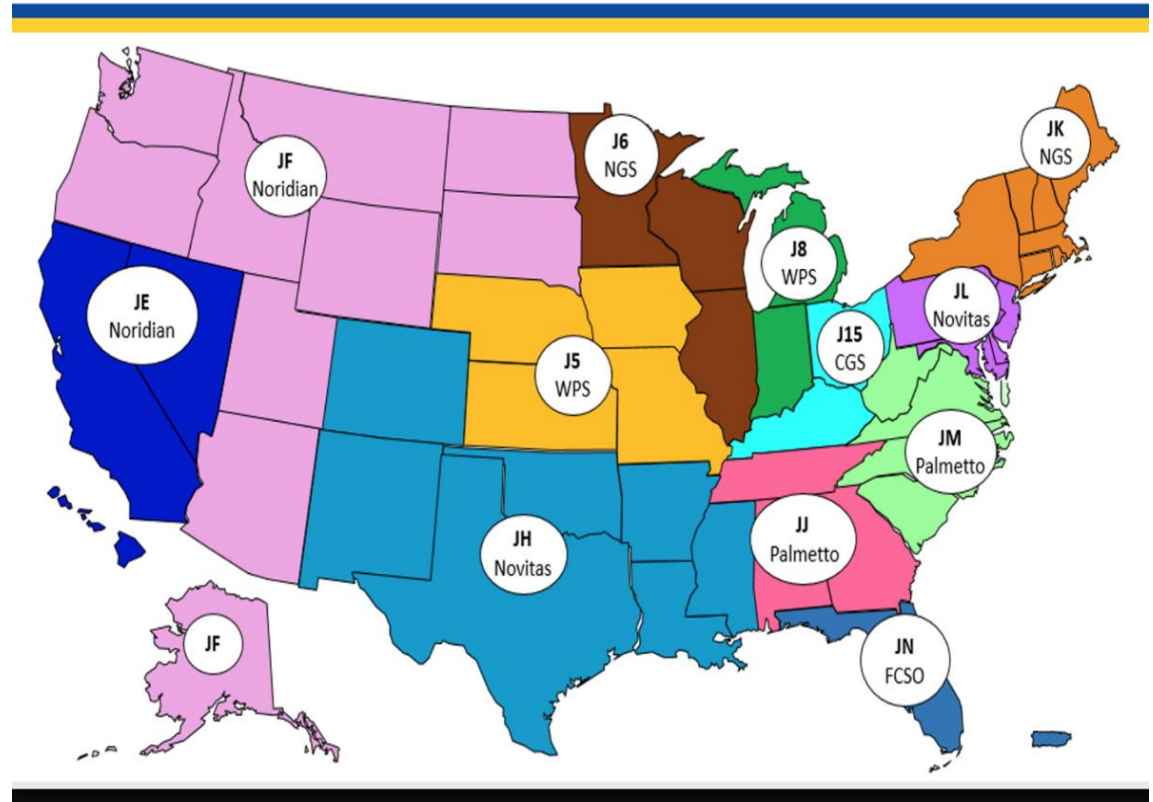 JF
Noridian
J6
NGS
JK
NGS
J8
WPS
JE
Noridian
JL
Novitas
J15
CGS
J5
WPS
JM
Palmetto
JH
Novitas
JJ
Palmetto
JF
JN
FCSO